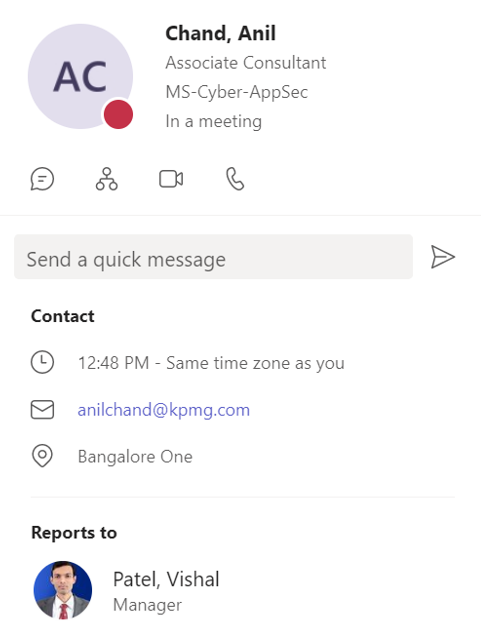 AC
Chand, Anil
Associate Consultant
MS-Cyber-AppSec
In a meeting
Send a quick message
Contact
12:48 PM - Same time zone as you
anilchand@kpmg.com
Bangalore One
Reports to
Patel, Vishal
Manager